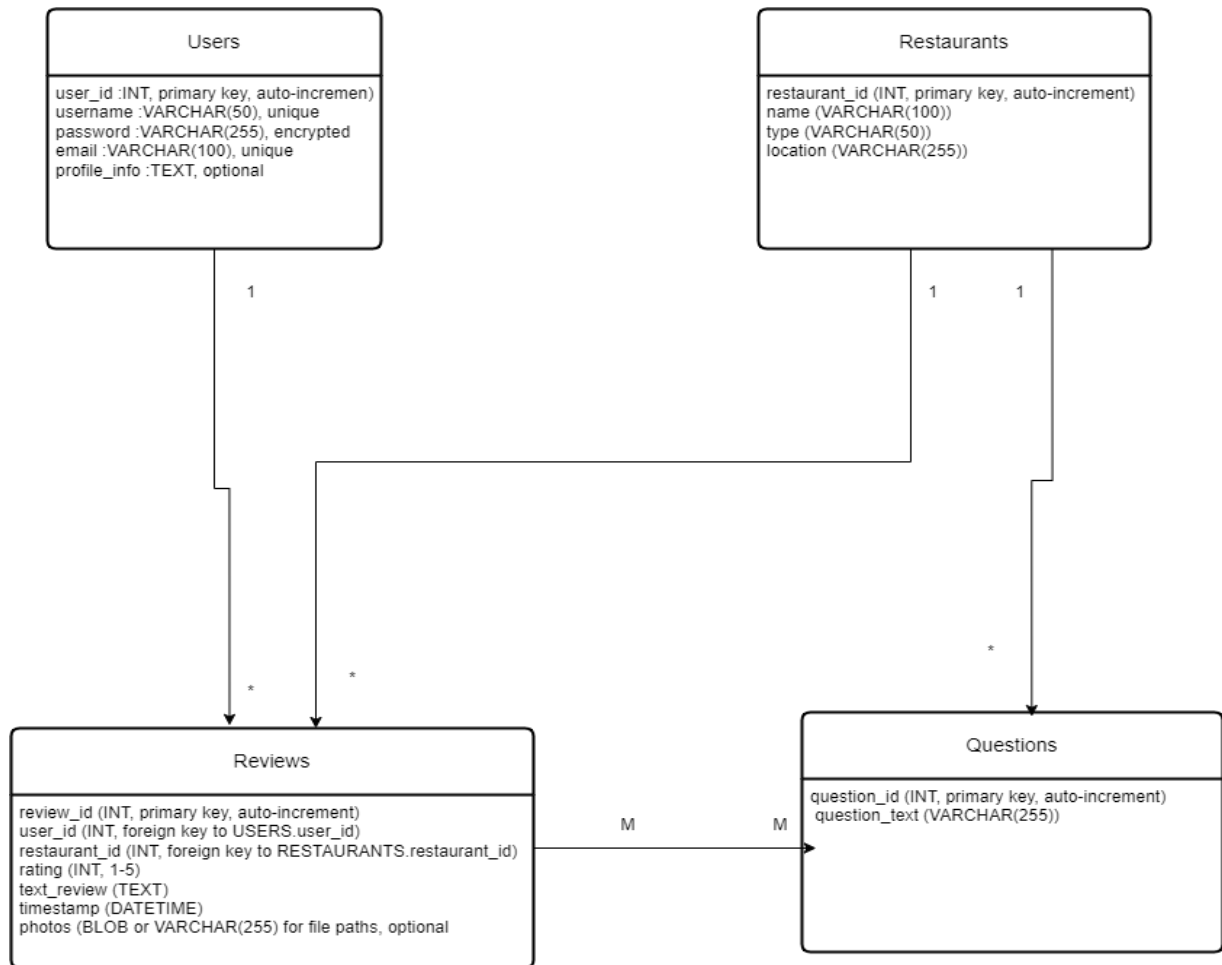 Users
user_id :INT, primary key, auto-incremen)
username :VARCHAR(50), unique
password :VARCHAR(255), encrypted
email :VARCHAR(100), unique
profile_info :TEXT, optional
Restaurants
restaurant_id (INT, primary key, auto-increment)
name (VARCHAR(100))
type (VARCHAR(50))
location (VARCHAR(255))
1
1
1
*
*
*
Reviews
review_id (INT, primary key, auto-increment)
user_id (INT, foreign key to USERS.user_id)
restaurant_id (INT, foreign key to RESTAURANTS.restaurant_id)
rating (INT, 1-5)
text_review (TEXT)
timestamp (DATETIME)
photos (BLOB or VARCHAR(255) for file paths, optional
M
M
Questions
question_id (INT, primary key, auto-increment)
question_text (VARCHAR(255))